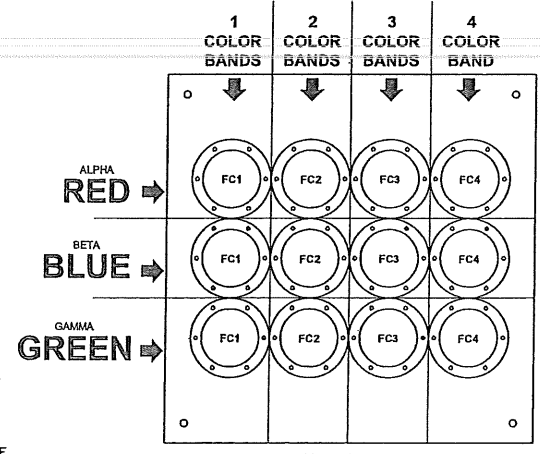 1 2 3 4
COLOR COLOR COLOR COLOR
BANDS BANDS BANDS BAND
ALPHA
RED
FC1 FC2 FC3 FC4
BETA
BLUE
FC1 FC2 FC3 FC4
GAMMA
GREEN
FC1 FC2 FC3 FC4